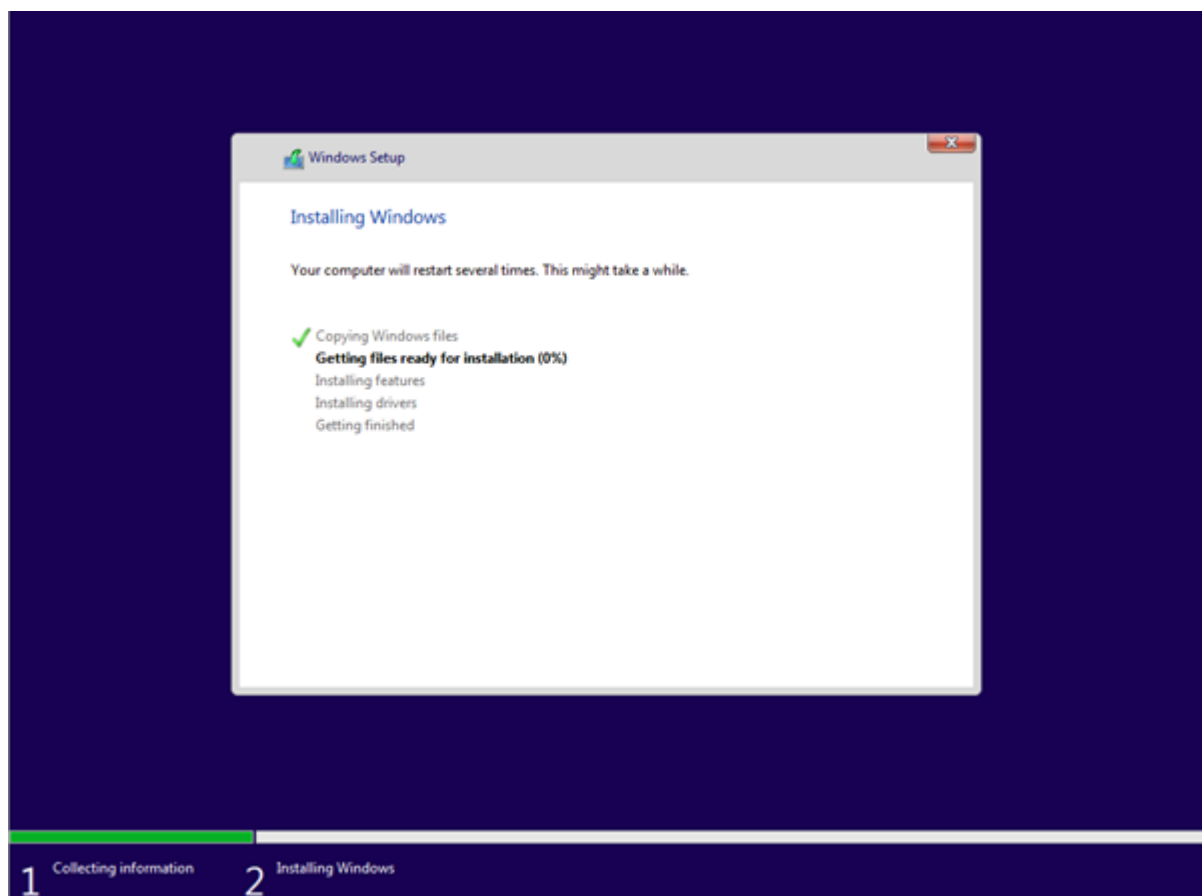 Windows Setup
Installing Windows
Your computer will restart several times. This might take a while.
Copying Windows files
Getting files ready for installation (0%)
Installing features
Installing drivers
Getting finished
1 Collecting information
2 Installing Windows